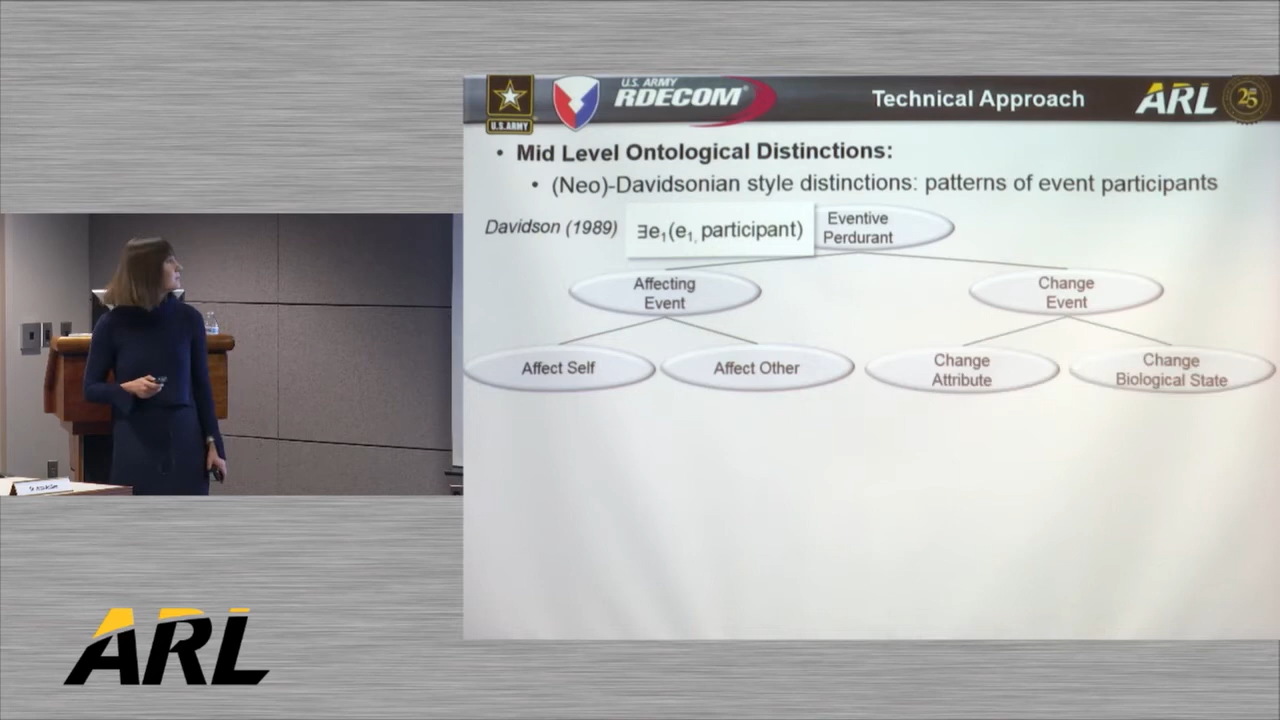 U.S. ARMY
U.S. ARMY
RDECOM
Technical Approach
ARL
25
• Mid Level Ontological Distinctions:
• (Neo)-Davidsonian style distinctions: patterns of event participants
Davidson (1989)
∃e1(e1, participant)
Eventive
Perdurant
Affecting
Event
Change
Event
Affect Self
Affect Other
Change
Attribute
Change
Biological State
ARL